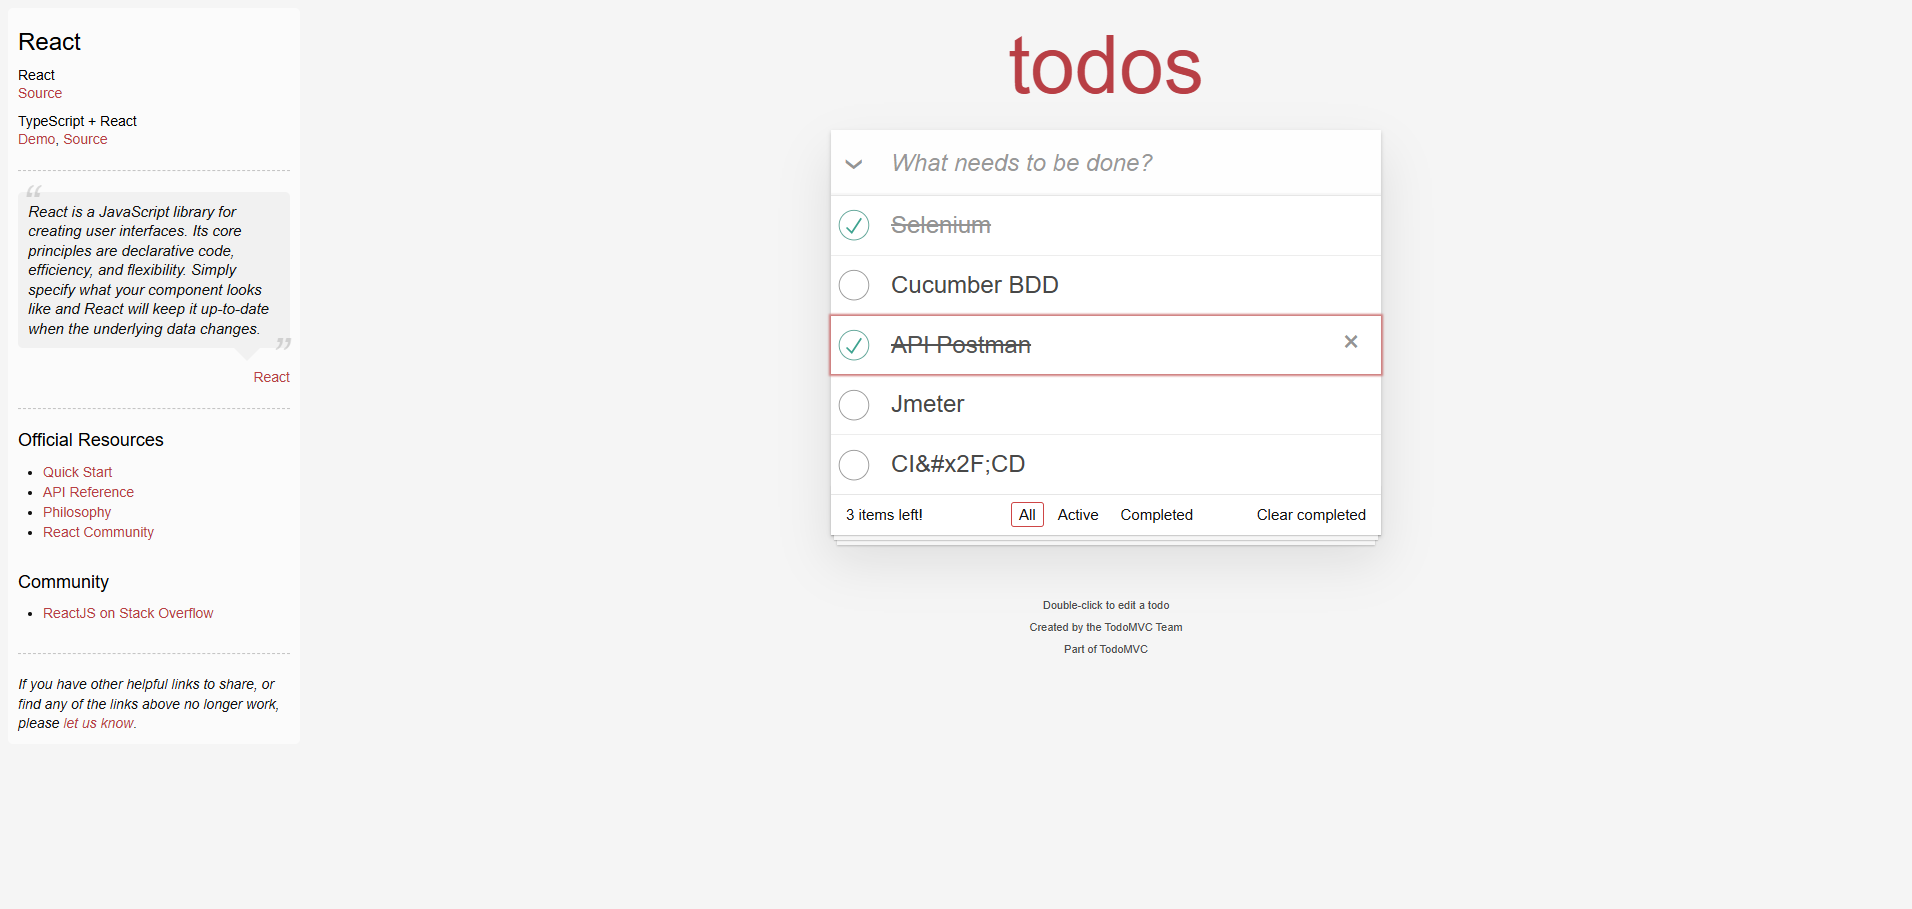 React
React
Source
TypeScript + React
Demo, Source
“
React is a JavaScript library for
creating user interfaces. Its core
principles are declarative code,
efficiency, and flexibility. Simply
specify what your component looks
like and React will keep it up-to-date
when the underlying data changes.
”
React
Official Resources
• Quick Start
• API Reference
• Philosophy
• React Community
Community
• ReactJS on Stack Overflow
If you have other helpful links to share, or
find any of the links above no longer work,
please let us know.
todos
What needs to be done?
Selenium
Cucumber BDD
API Postman ×
Jmeter
CI&#x2F;CD
3 items left! All Active Completed Clear completed
Double-click to edit a todo
Created by the TodoMVC Team
Part of TodoMVC